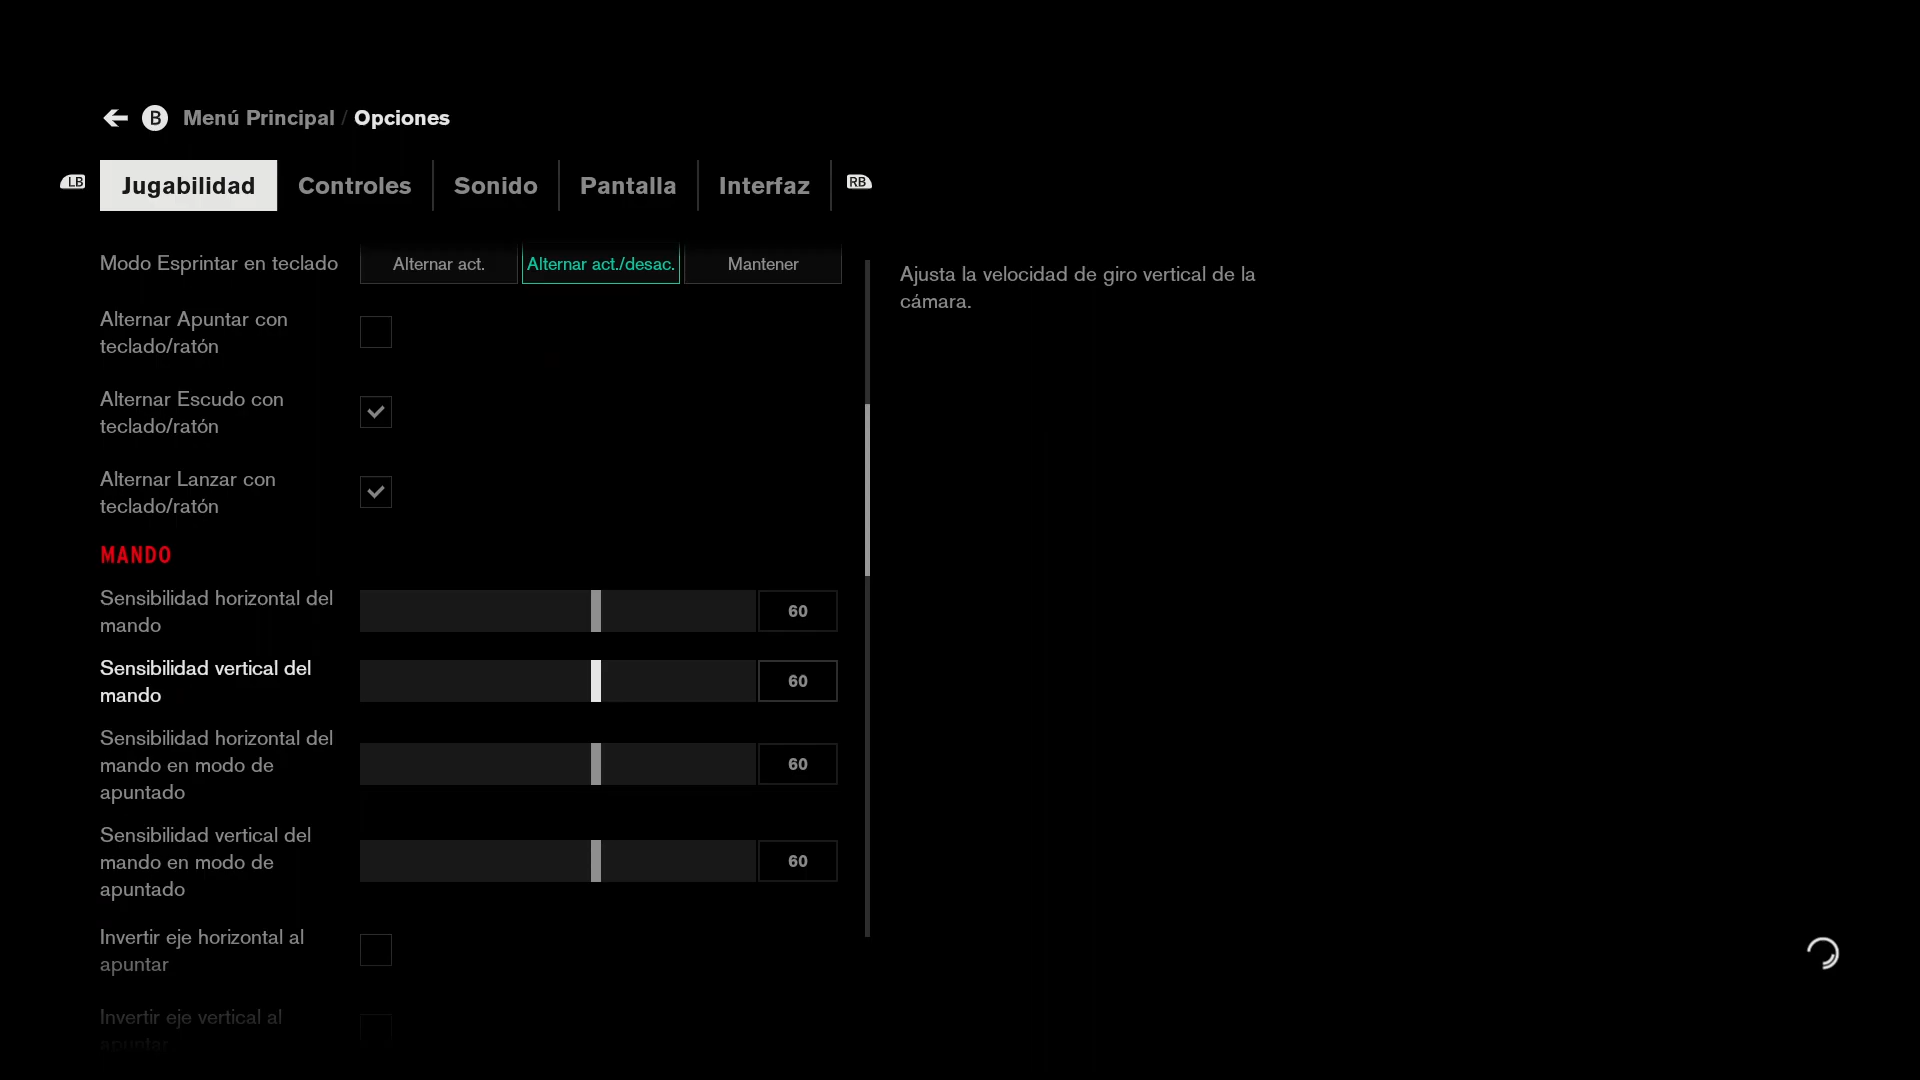 B Menú Principal / Opciones
LB Jugabilidad Controles Sonido Pantalla Interfaz RB
Modo Esprintar en teclado Alternar act. Alternar act./desac. Mantener
Ajusta la velocidad de giro vertical de la
cámara.
Alternar Apuntar con
teclado/ratón
Alternar Escudo con
teclado/ratón
Alternar Lanzar con
teclado/ratón
MANDO
Sensibilidad horizontal del
mando
60
Sensibilidad vertical del
mando
60
Sensibilidad horizontal del
mando en modo de
apuntado
60
Sensibilidad vertical del
mando en modo de
apuntado
60
Invertir eje horizontal al
apuntar
Invertir eje vertical al
apuntar